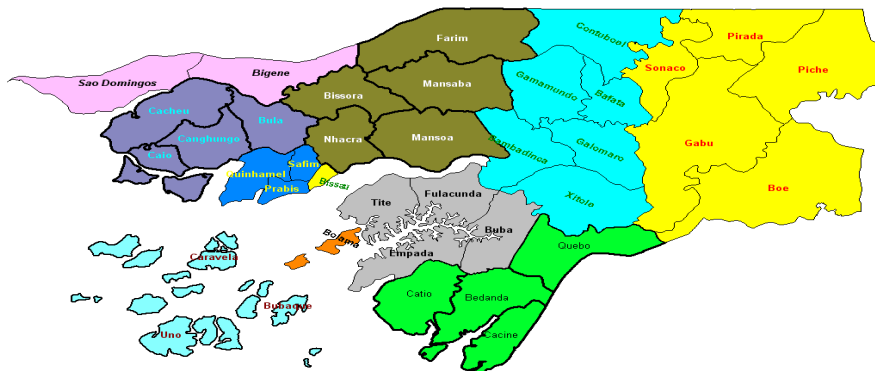 Contuboel
Pirada
Farim
Sonaco
Piche
Bigene
Sao Domingos
Mansaba
Gamamundo
Bafata
Bissora
Cacheu
Bula
Canghungo
Nhacra
Mansoa
Sambadinca
Galomaro
Gabu
Caio
Safim
Quinhamel
Bissau
Prabis
Boe
Xitole
Tite
Fulacunda
Buba
Bolama
Quebo
Caravela
Empada
Catio
Bedanda
Bubaque
Uno
Cacine